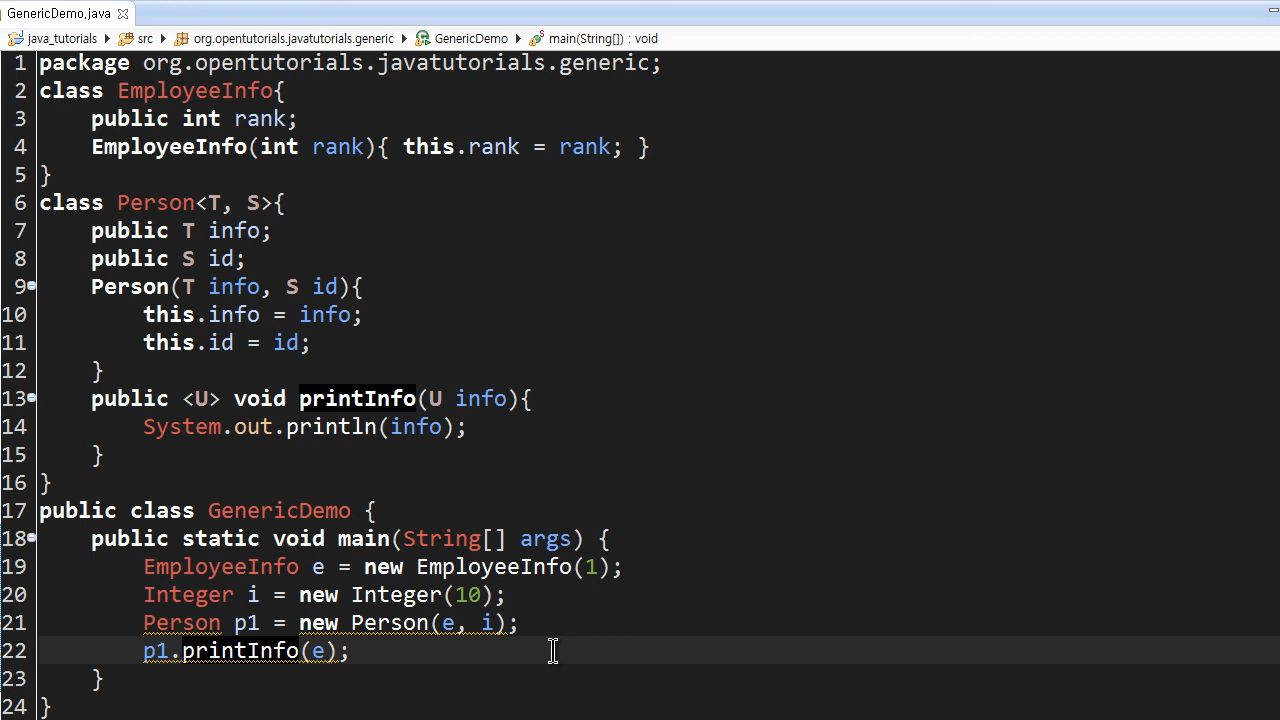 GenericDemo.java
java_tutorials src org.opentutorials.javatutorials.generic GenericDemo main(String[]) : void
1 package org.opentutorials.javatutorials.generic;
2 class EmployeeInfo{
3     public int rank;
4     EmployeeInfo(int rank){ this.rank = rank; }
5 }
6 class Person<T, S>{
7     public T info;
8     public S id;
9     Person(T info, S id){
10         this.info = info;
11         this.id = id;
12     }
13     public <U> void printInfo(U info){
14         System.out.println(info);
15     }
16 }
17 public class GenericDemo {
18     public static void main(String[] args) {
19         EmployeeInfo e = new EmployeeInfo(1);
20         Integer i = new Integer(10);
21         Person p1 = new Person(e, i);
22         p1.printInfo(e);
23     }
24 }